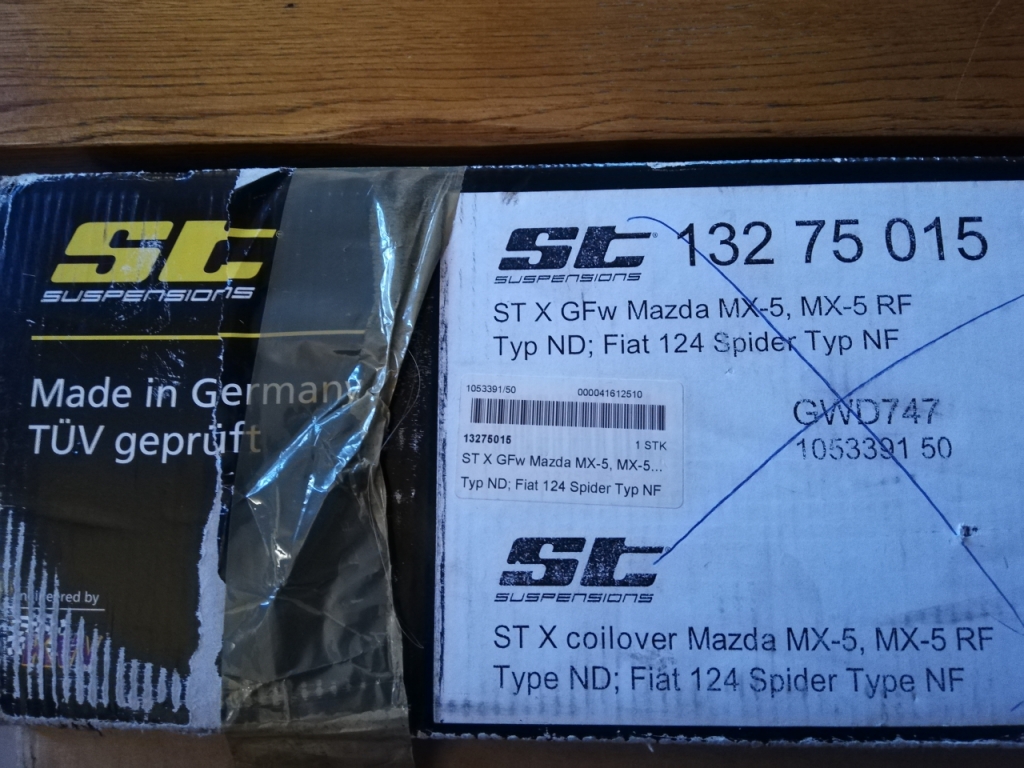 st
SUSPENSIONS
Made in Germany
TÜV geprüft
engineered by
st 132 75 015
SUSPENSIONS
ST X GFw Mazda MX-5, MX-5 RF
Typ ND; Fiat 124 Spider Typ NF
1053391/50 000041612510
13275015 1 STK
ST X GFw Mazda MX-5, MX-5...
Typ ND; Fiat 124 Spider Typ NF
GWD747
1053391 50
st
SUSPENSIONS
ST X coilover Mazda MX-5, MX-5 RF
Type ND; Fiat 124 Spider Type NF